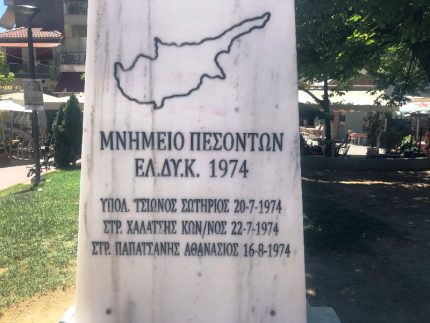 ΜΝΗΜΕΙΟ ΠΕΣΟΝΤΩΝ
ΕΛ.ΔΥ.Κ. 1974
ΥΠΟΛ. ΤΣΙΩΝΟΣ ΣΩΤΗΡΙΟΣ 20-7-1974
ΣΤΡ. ΧΑΛΑΤΣΗΣ ΚΩΝ/ΝΟΣ 22-7-1974
ΣΤΡ. ΠΑΠΑΤΣΑΝΗΣ ΑΘΑΝΑΣΙΟΣ 16-8-1974